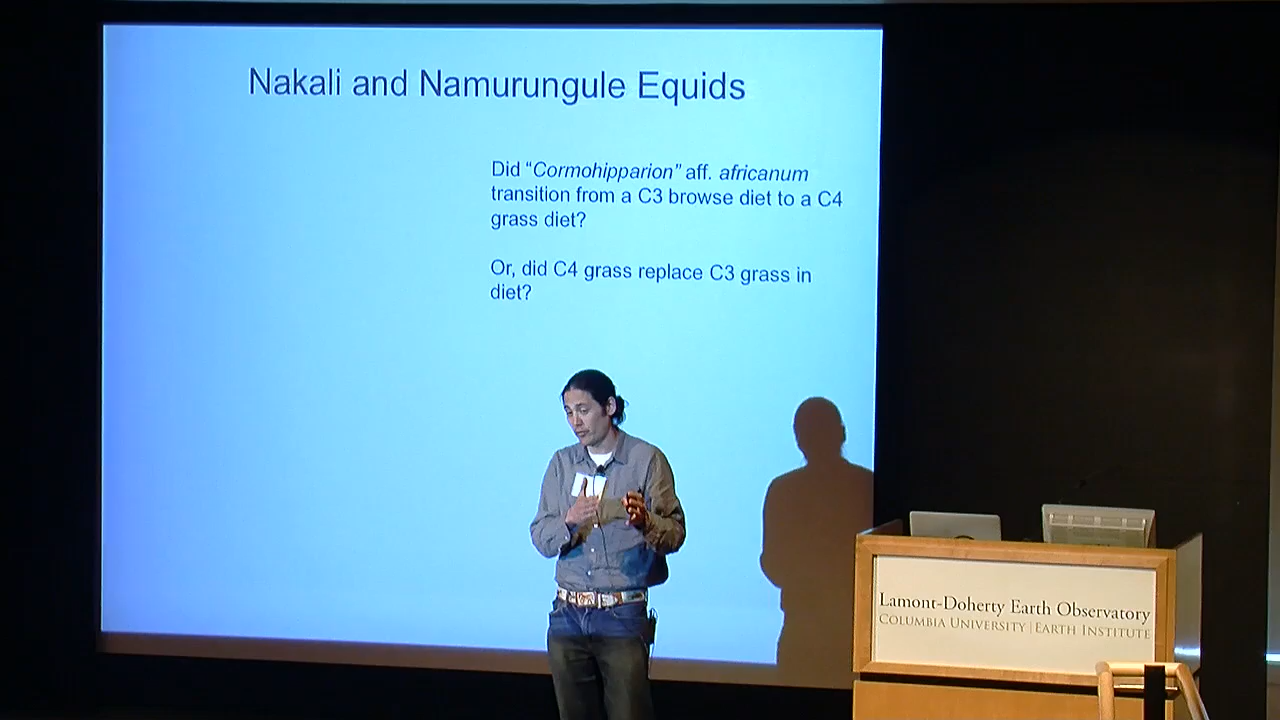 Nakali and Namurungule Equids
Did “Cormohipparion” aff. africanum
transition from a C3 browse diet to a C4
grass diet?
Or, did C4 grass replace C3 grass in
diet?
Lamont-Doherty Earth Observatory
COLUMBIA UNIVERSITY | EARTH INSTITUTE